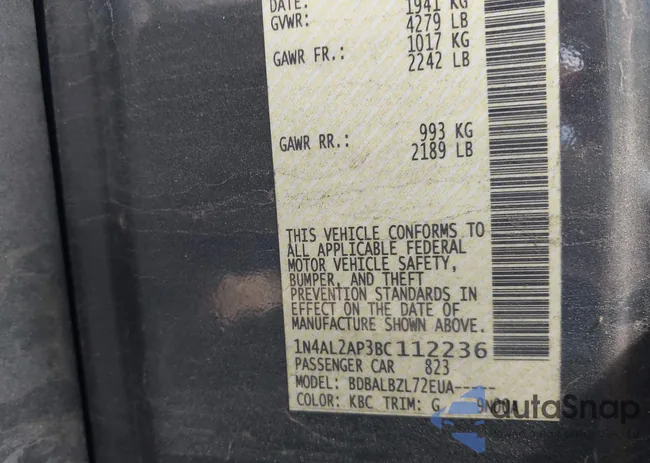 DATE: 1941 KG
GVWR: 4279 LB
1017 KG
GAWR FR.: 2242 LB
993 KG
GAWR RR.: 2189 LB
THIS VEHICLE CONFORMS TO
ALL APPLICABLE FEDERAL
MOTOR VEHICLE SAFETY,
BUMPER, AND THEFT
PREVENTION STANDARDS IN
EFFECT ON THE DATE OF
MANUFACTURE SHOWN ABOVE.
1N4AL2AP3BC112236
PASSENGER CAR 823
MODEL: BDBALBZL72EUA-----
COLOR: KBC TRIM: G
autoSnap